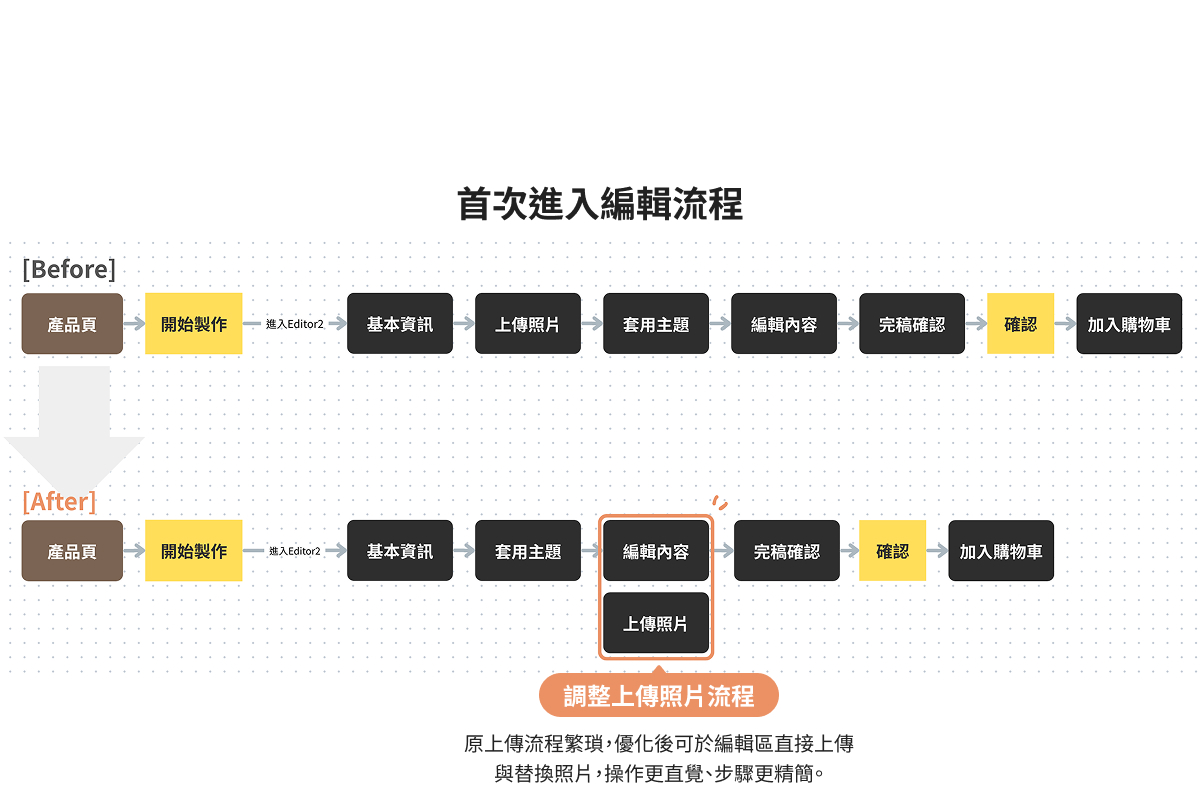 首次進入編輯流程
[Before]
產品頁
開始製作
進入Editor2
基本資訊
上傳照片
套用主題
編輯內容
完稿確認
確認
加入購物車
[After]
產品頁
開始製作
進入Editor2
基本資訊
套用主題
編輯內容
完稿確認
確認
加入購物車
上傳照片
調整上傳照片流程
原上傳流程繁瑣，優化後可於編輯區直接上傳
與替換照片，操作更直覺、步驟更精簡。